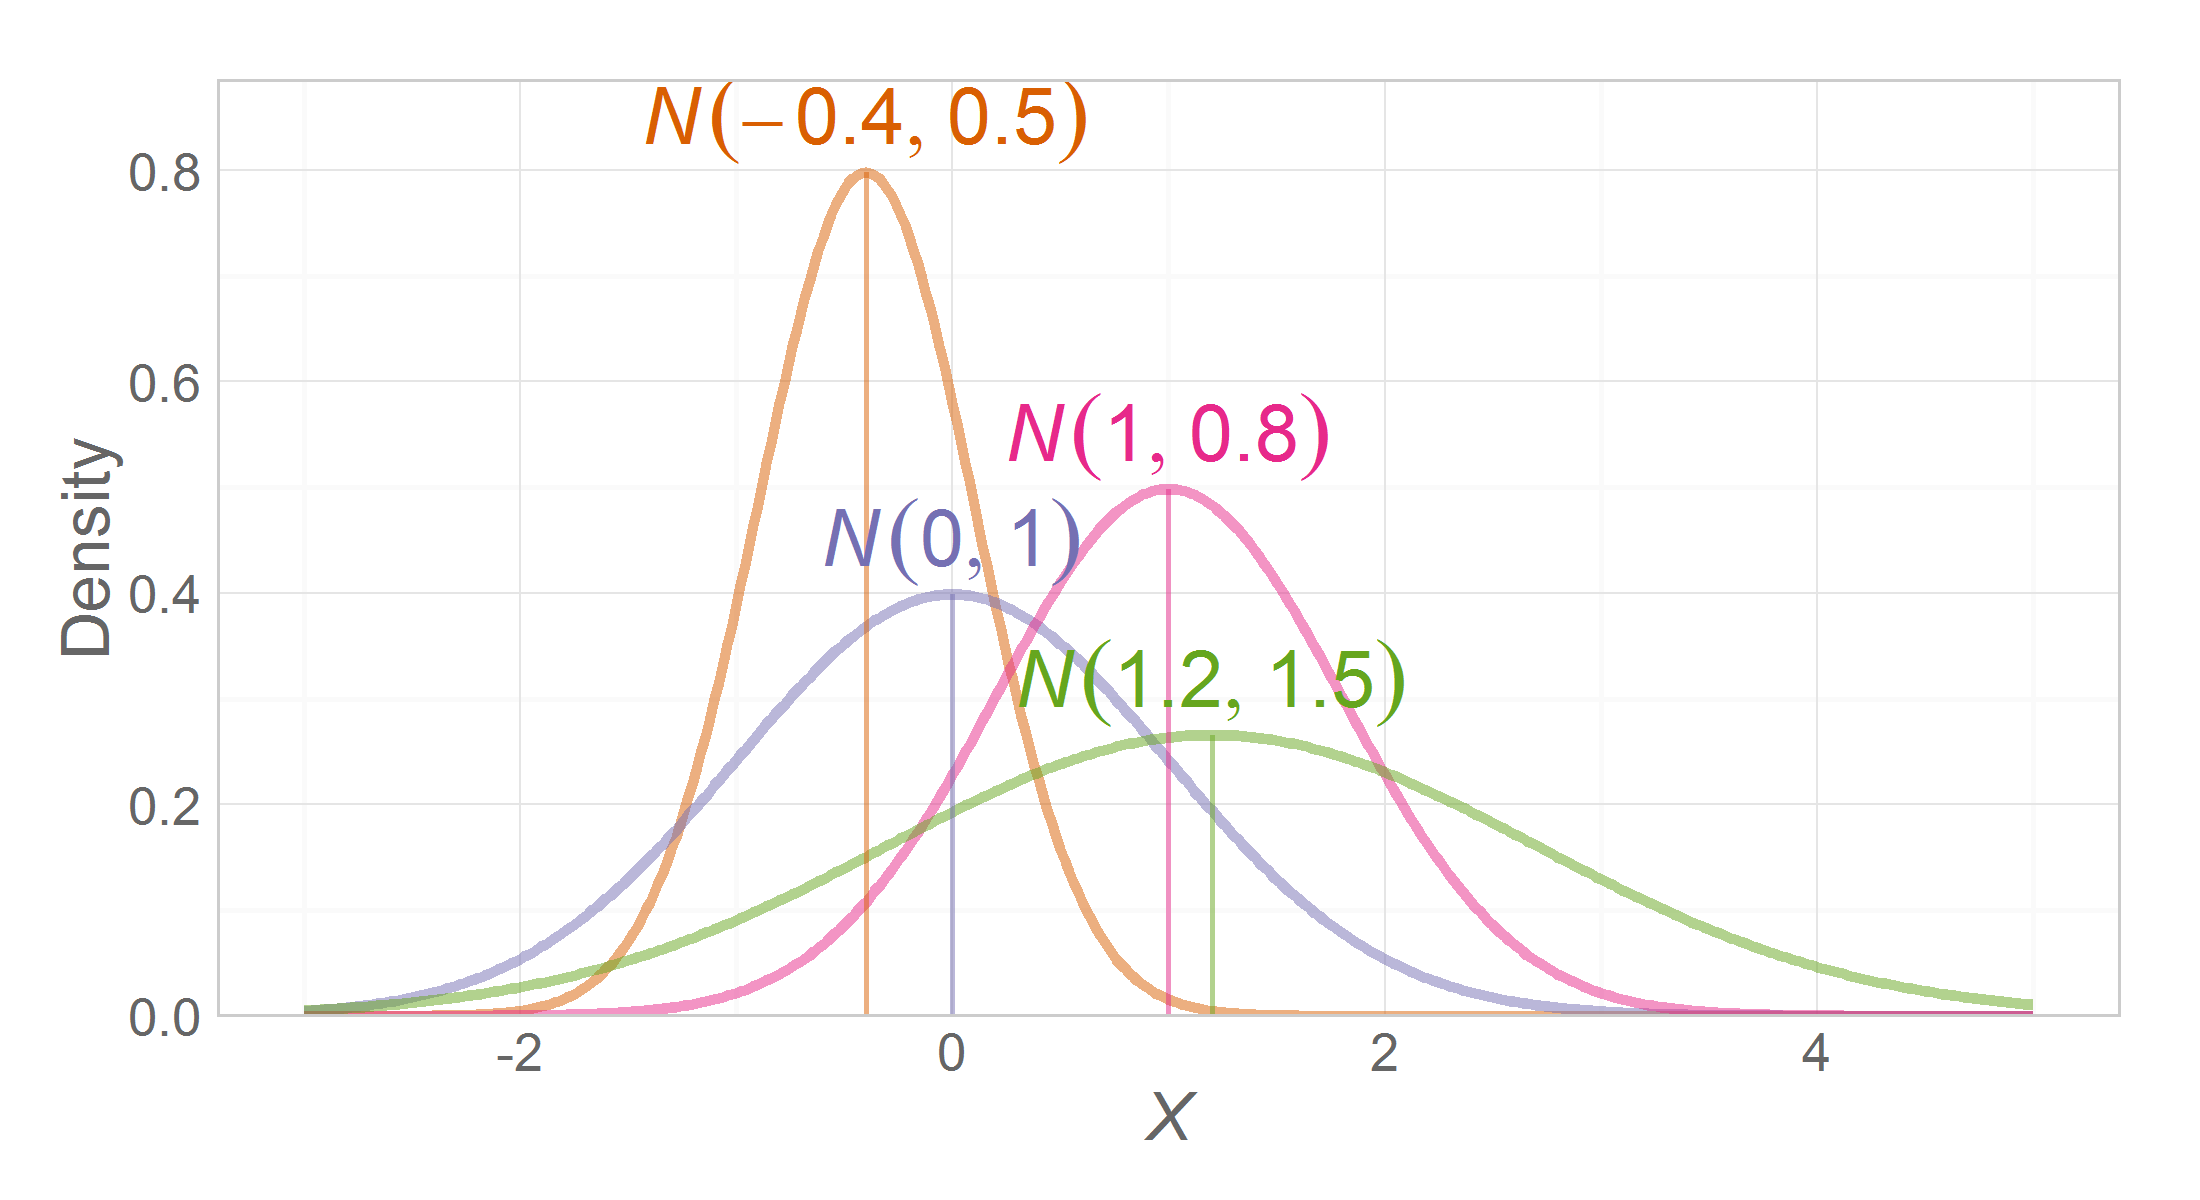 N(−0.4, 0.5)
0.8
0.6
N(1, 0.8)
N(0, 1)
Density
0.4
N(1.2, 1.5)
0.2
0.0
-2 0 2 4
X